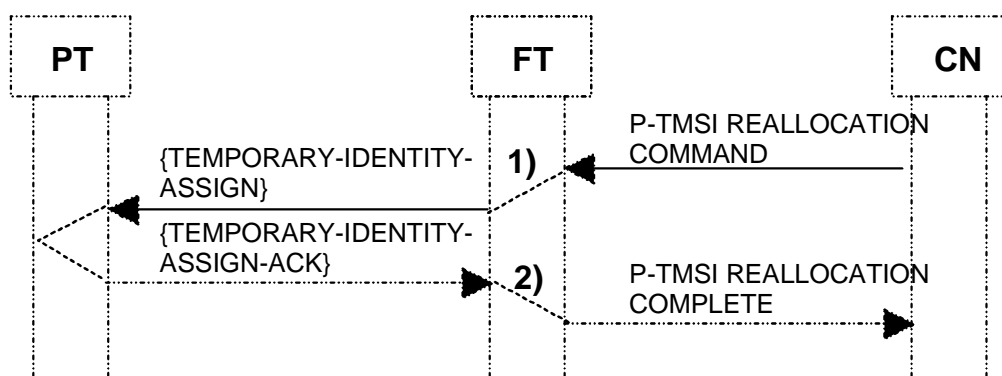 PT
FT
CN
P-TMSI REALLOCATION
COMMAND
1)
{TEMPORARY-IDENTITY-
ASSIGN}
{TEMPORARY-IDENTITY-
ASSIGN-ACK}
2)
P-TMSI REALLOCATION
COMPLETE